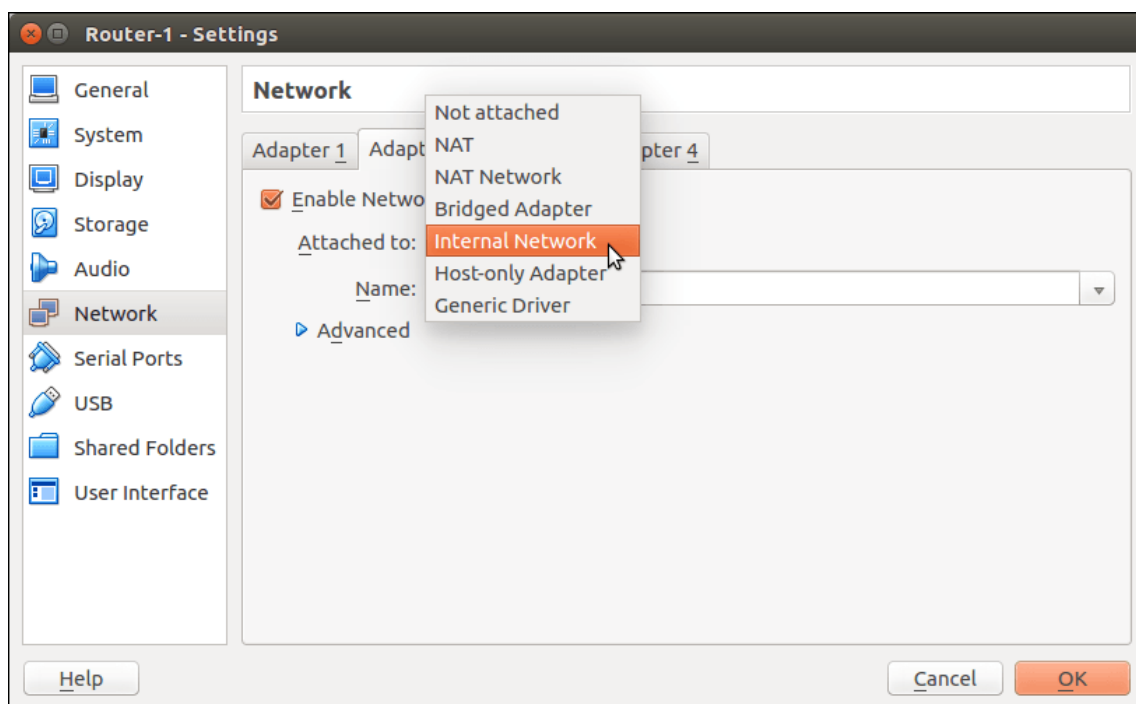 Router-1 - Settings
General
System
Display
Storage
Audio
Network
Serial Ports
USB
Shared Folders
User Interface
Network
Adapter 1
Adapt
pter 4
Enable Netwo
Attached to:
Name:
Advanced
Not attached
NAT
NAT Network
Bridged Adapter
Internal Network
Host-only Adapter
Generic Driver
Help
Cancel
OK